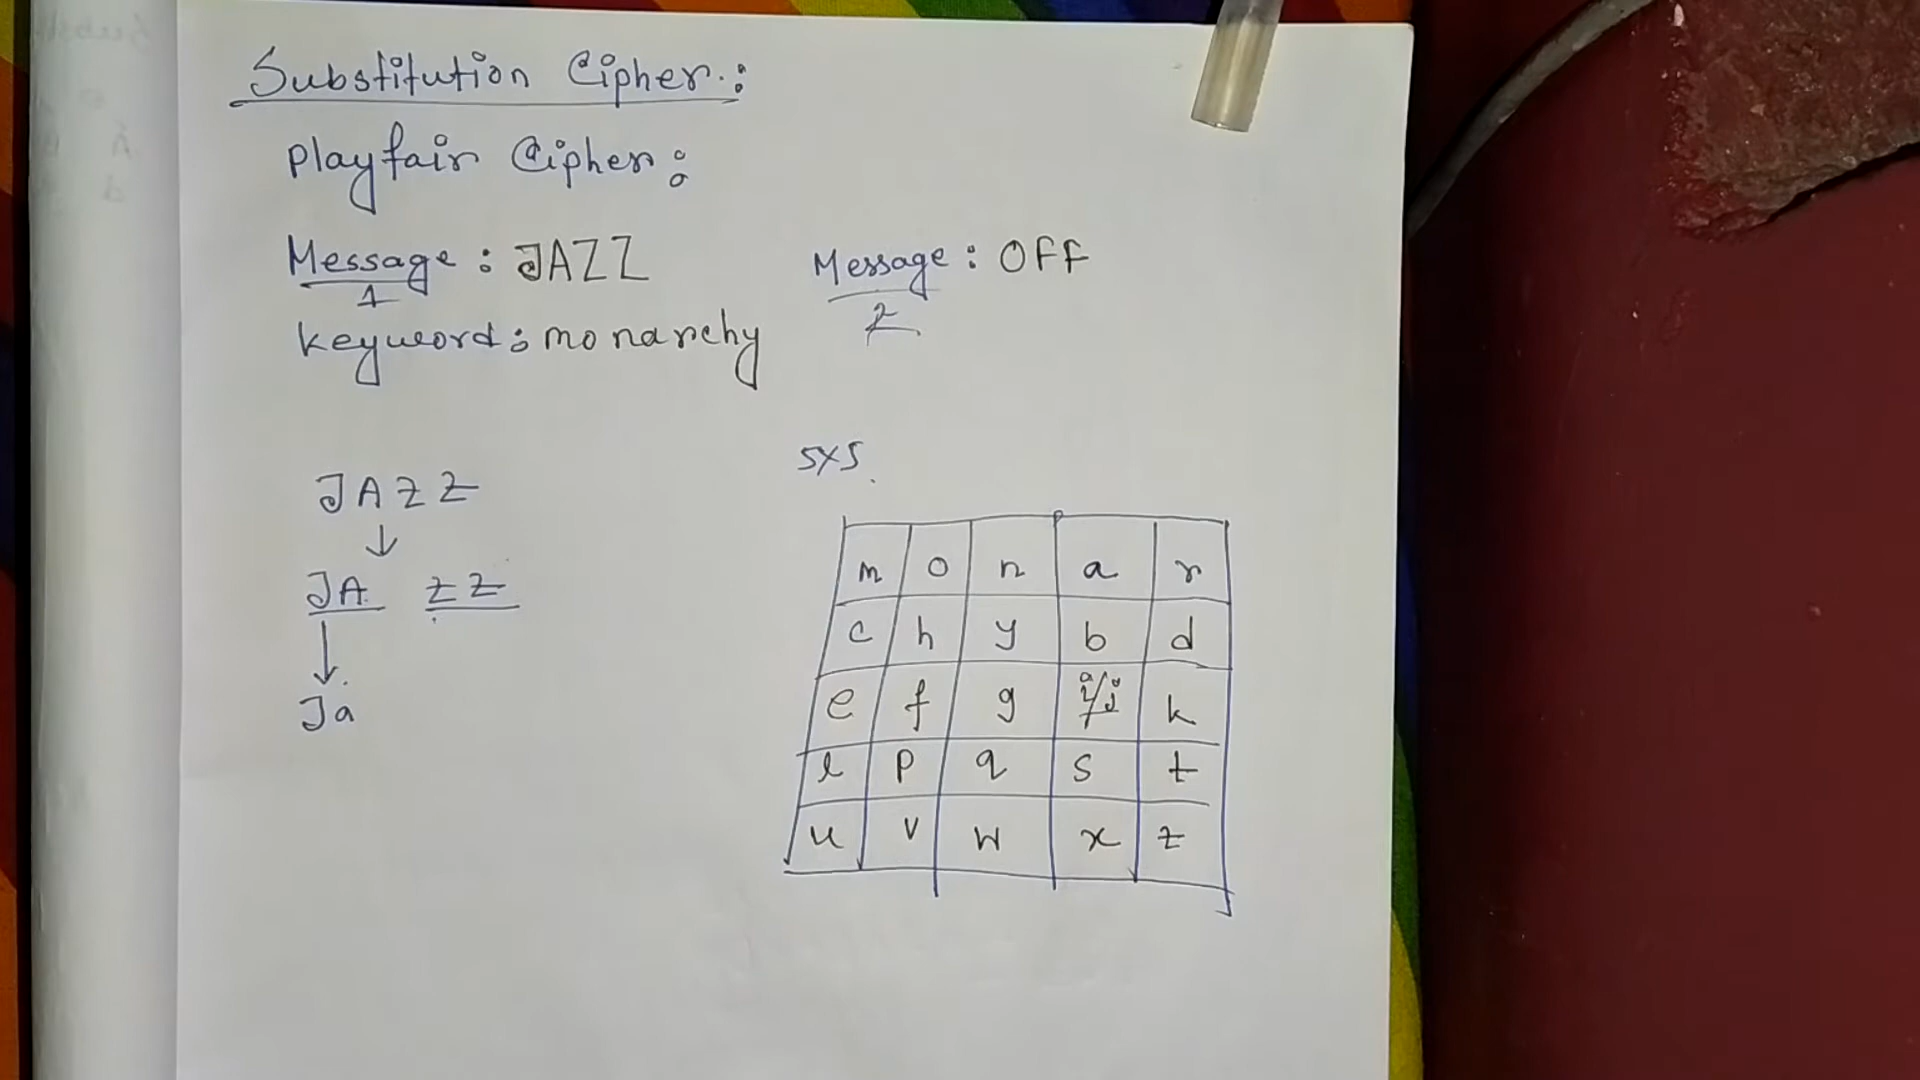 Substitution Cipher:
Playfair Cipher:
Message: JAZZ
1
keyword: monarchy
Message: OFF
2
JAZZ
↓
JA ZZ
↓
Ja
5x5.
m o n a r
c h y b d
e f g i/j k
l p q s t
u v w x z